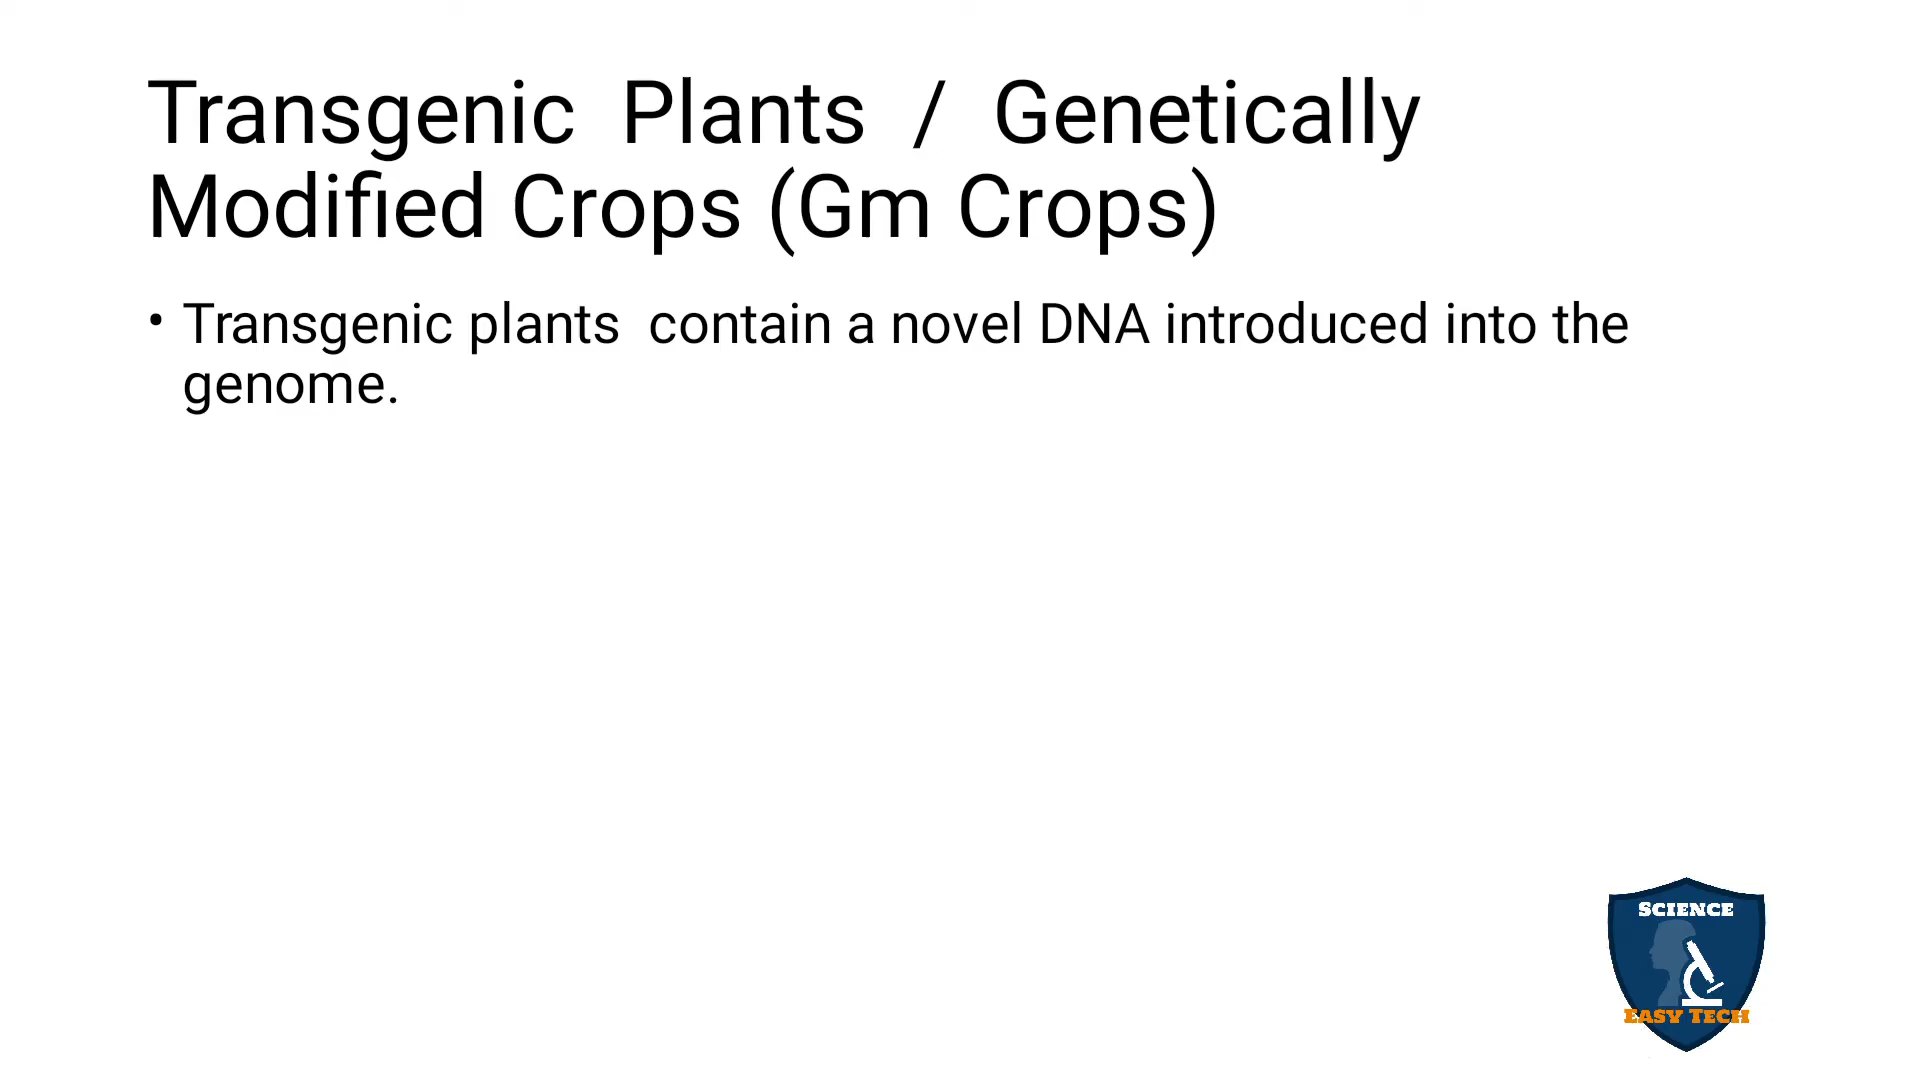 Transgenic Plants / Genetically
Modified Crops (Gm Crops)
• Transgenic plants contain a novel DNA introduced into the
genome.
SCIENCE
EASY TECH